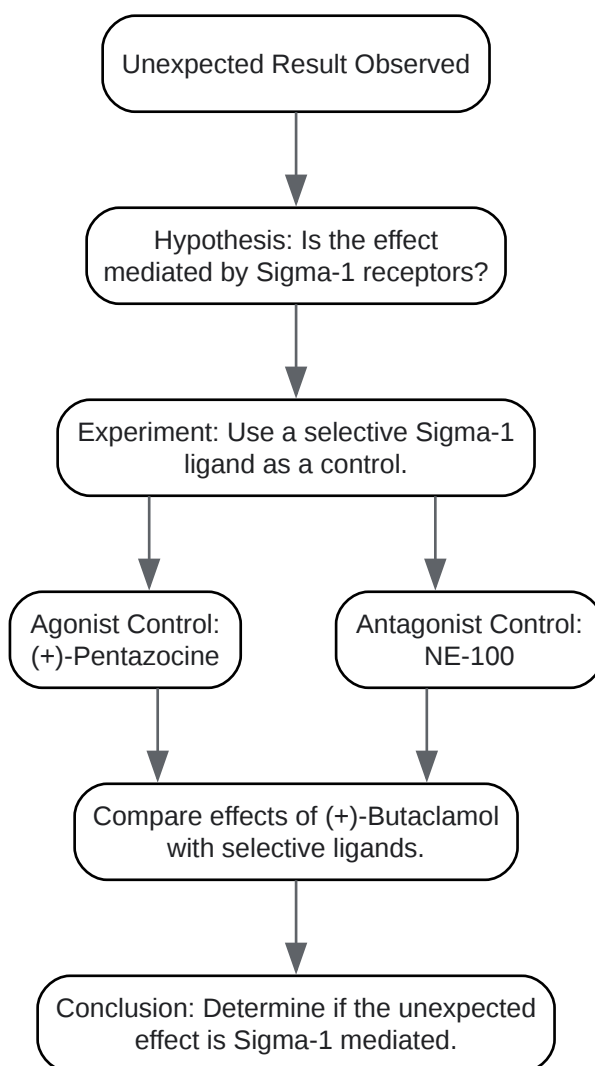 Unexpected Result Observed
Hypothesis: Is the effect
mediated by Sigma-1 receptors?
Experiment: Use a selective Sigma-1
ligand as a control.
Agonist Control:
(+)-Pentazocine
Antagonist Control:
NE-100
Compare effects of (+)-Butaclamol
with selective ligands.
Conclusion: Determine if the unexpected
effect is Sigma-1 mediated.